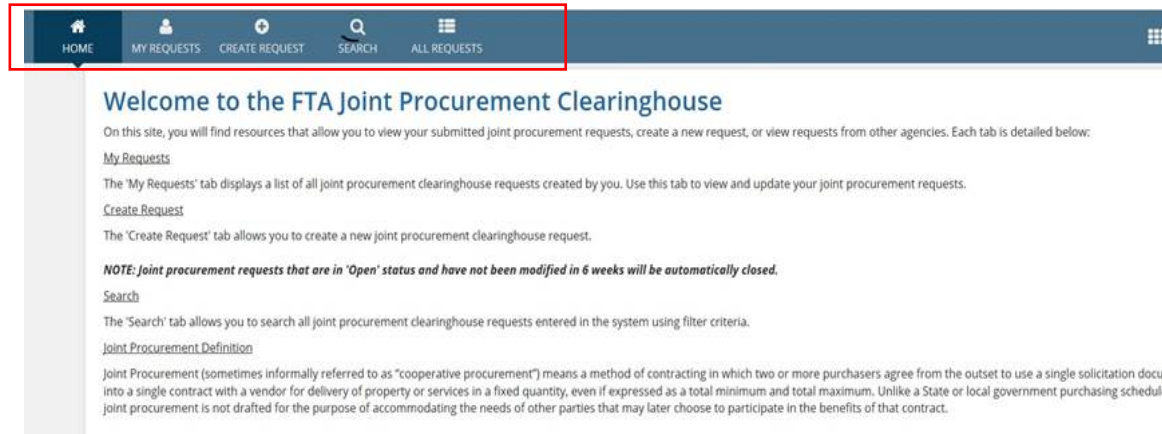 HOME MY REQUESTS CREATE REQUEST SEARCH ALL REQUESTS
Welcome to the FTA Joint Procurement Clearinghouse
On this site, you will find resources that allow you to view your submitted joint procurement requests, create a new request, or view requests from other agencies. Each tab is detailed below:
My Requests
The 'My Requests' tab displays a list of all joint procurement clearinghouse requests created by you. Use this tab to view and update your joint procurement requests.
Create Request
The 'Create Request' tab allows you to create a new joint procurement clearinghouse request.
NOTE: Joint procurement requests that are in 'Open' status and have not been modified in 6 weeks will be automatically closed.
Search
The 'Search' tab allows you to search all joint procurement clearinghouse requests entered in the system using filter criteria.
Joint Procurement Definition
Joint Procurement (sometimes informally referred to as "cooperative procurement") means a method of contracting in which two or more purchasers agree from the outset to use a single solicitation docu
into a single contract with a vendor for delivery of property or services in a fixed quantity, even if expressed as a total minimum and total maximum. Unlike a State or local government purchasing schedul
joint procurement is not drafted for the purpose of accommodating the needs of other parties that may later choose to participate in the benefits of that contract.